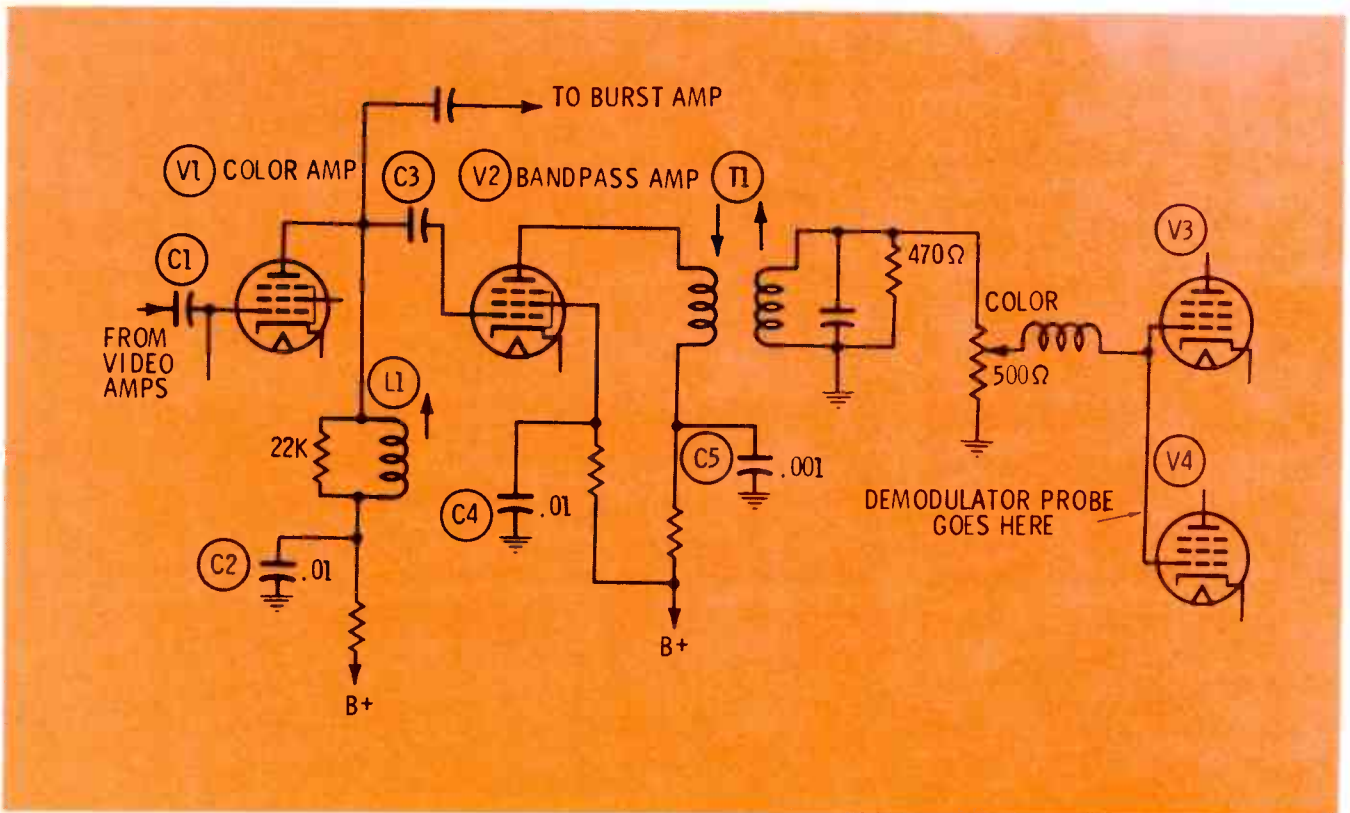 TO BURST AMP
V1 COLOR AMP
C3
V2 BANDPASS AMP
T1
C1
FROM
VIDEO
AMPS
L1
22K
C2
.01
B+
C4
.01
C5
.001
B+
470Ω
COLOR
500Ω
V3
DEMODULATOR PROBE
GOES HERE
V4